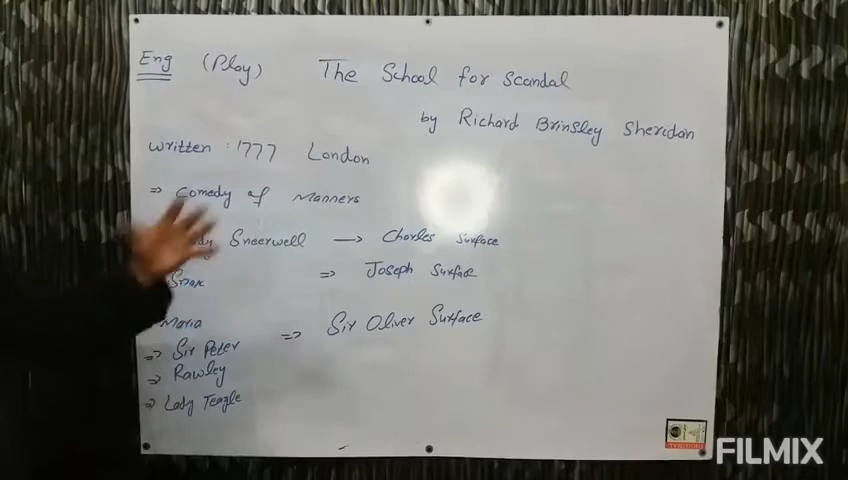 Eng (Play) The School for Scandal
by Richard Brinsley Sheridan
written : 1777 London
⇒ Comedy of Manners
Sneerwell → Charles Surface
⇒ Joseph Surface
Maria
⇒ Sir Oliver Surface
⇒ Sir Peter
⇒ Rawley
⇒ Lady Teazle
FILMIX